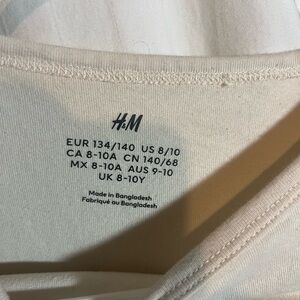 H&M
EUR 134/140 US 8/10
CA 8-10A CN 140/68
MX 8-10A AUS 9-10
UK 8-10Y
Made in Bangladesh
Fabriqué au Bangladesh